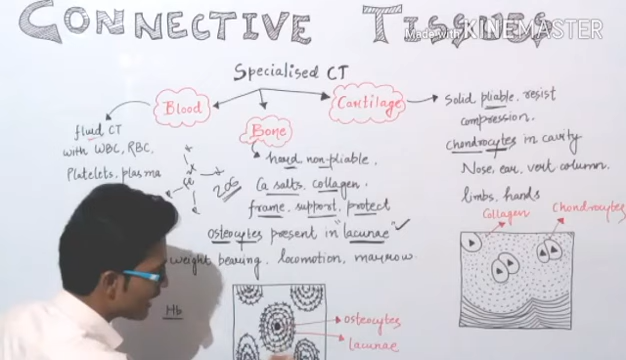 CONNECTIVE TISSUES
Made with KINEMASTER
Specialised CT
Blood
Bone
Cartilage
fluid CT
with WBC, RBC,
Platelets, plasma
206
hard non-pliable.
Ca salts, collagen.
frame, support, protect
osteocytes present in "lacunae" ✓
weight bearing, locomotion, marrow.
Hb
osteocytes
lacunae
Solid pliable, resist
compression.
chondrocytes in cavity
Nose, ear, vert column.
limbs, hands
Collagen
Chondrocytes